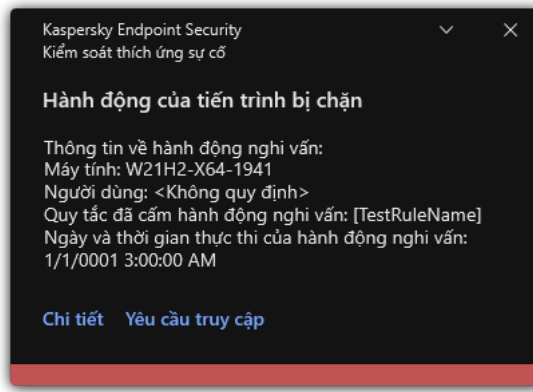 Kaspersky Endpoint Security
Kiểm soát thích ứng sự cố
Hành động của tiến trình bị chặn
Thông tin về hành động nghi vấn:
Máy tính: W21H2-X64-1941
Người dùng: <Không quy định>
Quy tắc đã cấm hành động nghi vấn: [TestRuleName]
Ngày và thời gian thực thi của hành động nghi vấn:
1/1/0001 3:00:00 AM
Chi tiết Yêu cầu truy cập